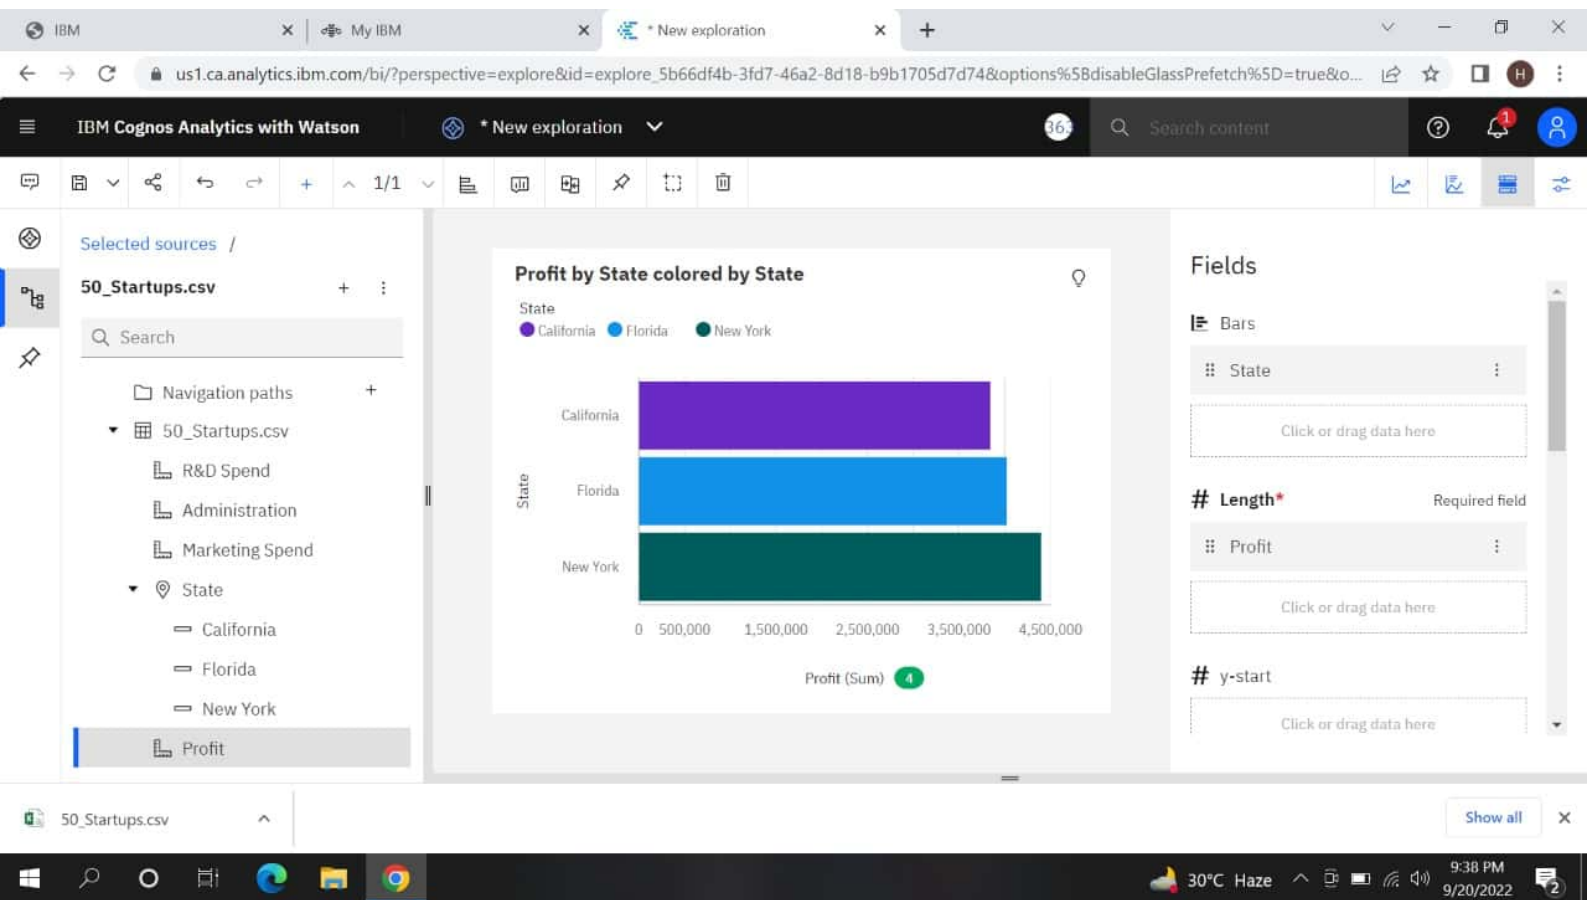 IBM
My IBM
* New exploration
us1.ca.analytics.ibm.com/bi/?perspective=explore&id=explore_5b66df4b-3fd7-46a2-8d18-b9b1705d7d74&options%5BdisableGlassPrefetch%5D=true&o...
H
IBM Cognos Analytics with Watson
* New exploration
363
Search content
1
1/1
Selected sources /
50_Startups.csv
Search
Navigation paths
50_Startups.csv
R&D Spend
Administration
Marketing Spend
State
California
Florida
New York
Profit
Profit by State colored by State
State
California Florida New York
State
California
Florida
New York
0 500,000 1,500,000 2,500,000 3,500,000 4,500,000
Profit (Sum) 4
Fields
Bars
State
Click or drag data here
# Length* Required field
Profit
Click or drag data here
# y-start
Click or drag data here
50_Startups.csv
Show all
30°C Haze
9:38 PM
9/20/2022
2